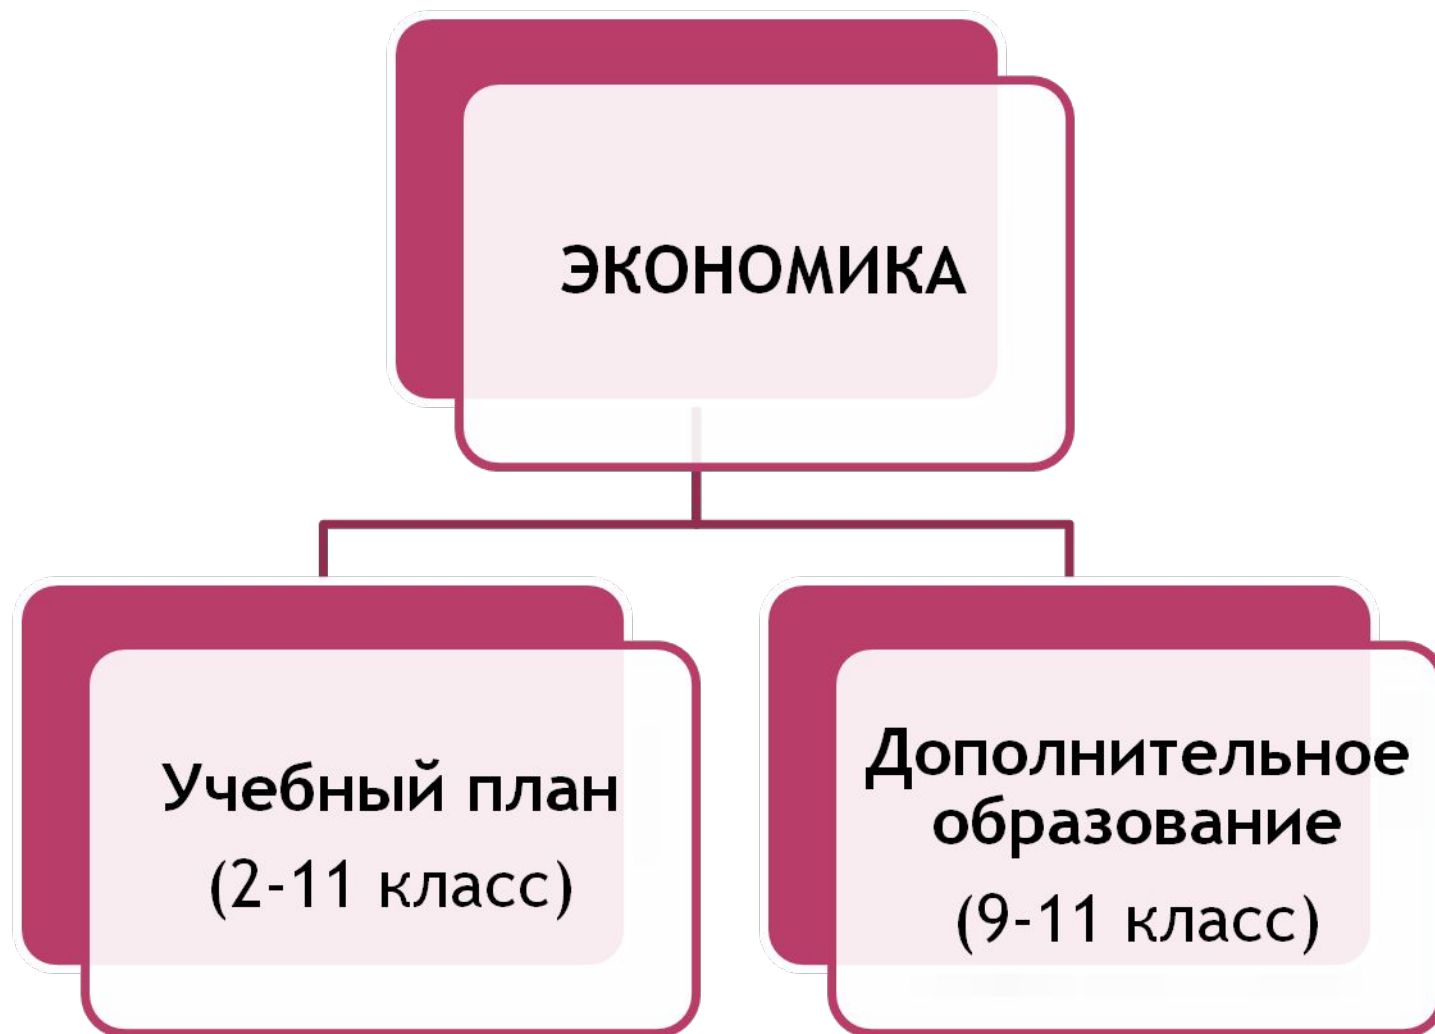 ЭКОНОМИКА
Учебный план
(2-11 класс)
Дополнительное
образование
(9-11 класс)